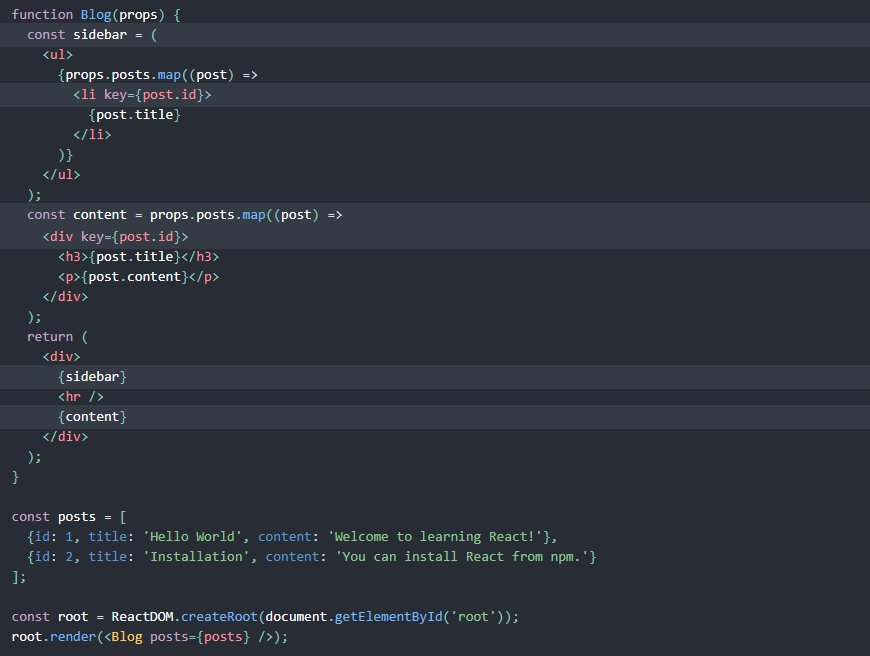 function Blog(props) {
  const sidebar = (
    <ul>
      {props.posts.map((post) =>
        <li key={post.id}>
          {post.title}
        </li>
      )}
    </ul>
  );
  const content = props.posts.map((post) =>
    <div key={post.id}>
      <h3>{post.title}</h3>
      <p>{post.content}</p>
    </div>
  );
  return (
    <div>
      {sidebar}
      <hr />
      {content}
    </div>
  );
}

const posts = [
  {id: 1, title: 'Hello World', content: 'Welcome to learning React!'},
  {id: 2, title: 'Installation', content: 'You can install React from npm.'}
];

const root = ReactDOM.createRoot(document.getElementById('root'));
root.render(<Blog posts={posts} />);